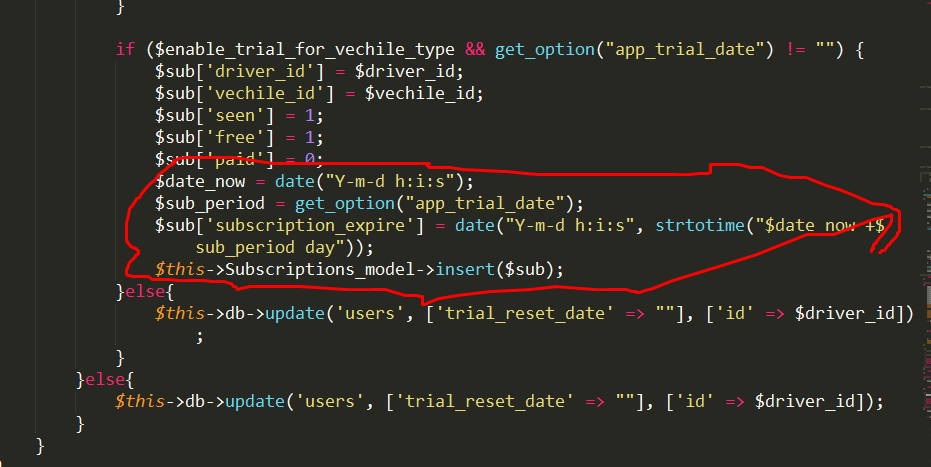 }
if ($enable_trial_for_vechile_type && get_option("app_trial_date") != "") {
$sub['driver_id'] = $driver_id;
$sub['vechile_id'] = $vechile_id;
$sub['seen'] = 1;
$sub['free'] = 1;
$sub['paid'] = 0;
$date_now = date("Y-m-d h:i:s");
$sub_period = get_option("app_trial_date");
$sub['subscription_expire'] = date("Y-m-d h:i:s", strtotime("$date_now +$
sub_period day"));
$this->Subscriptions_model->insert($sub);
}else{
$this->db->update('users', ['trial_reset_date' => ""], ['id' => $driver_id])
;
}
}else{
$this->db->update('users', ['trial_reset_date' => ""], ['id' => $driver_id]);
}
}